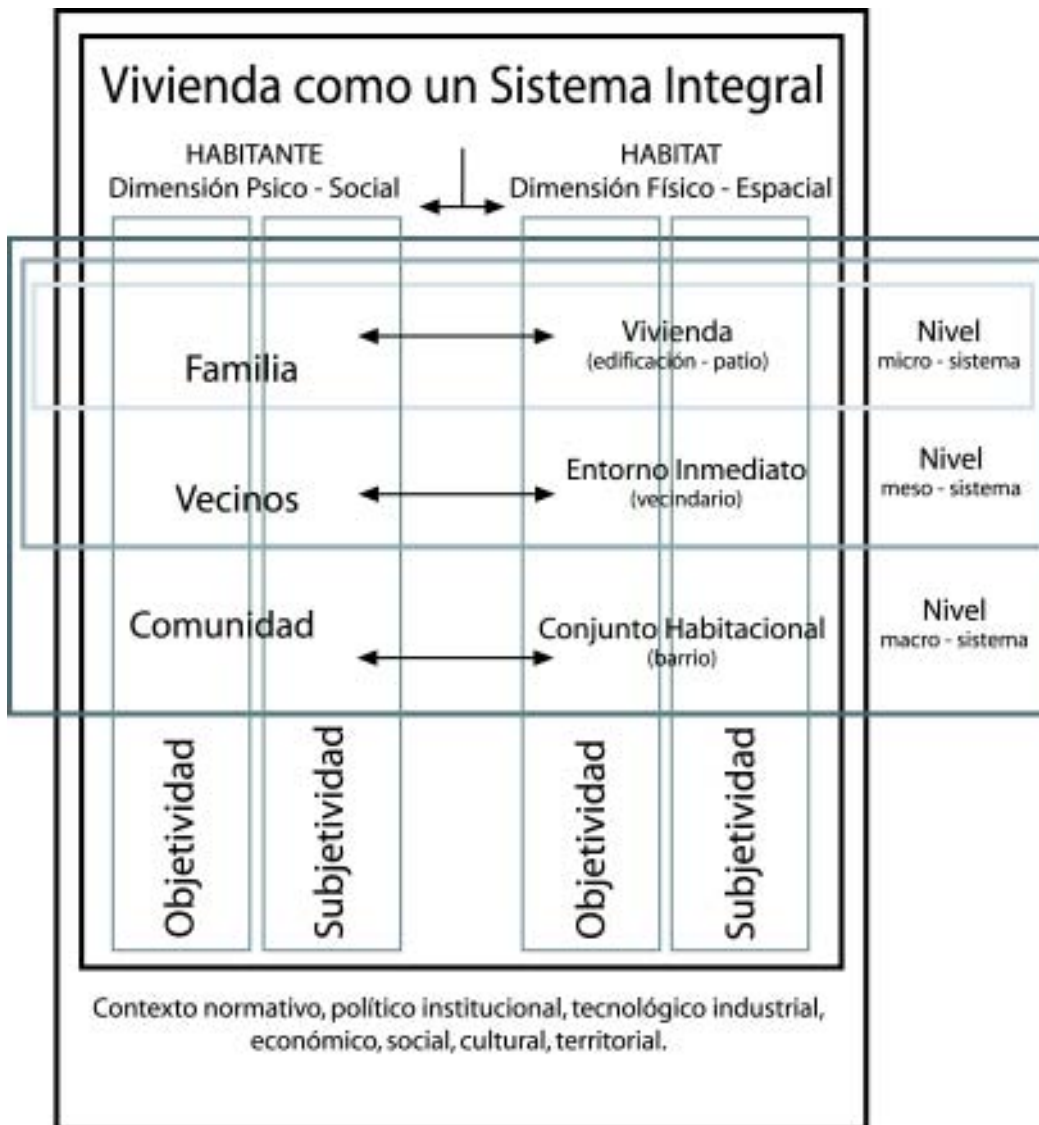 Vivienda como un Sistema Integral
HABITANTE
Dimensión Psico - Social
HABITAT
Dimensión Físico - Espacial
Familia
Vivienda
(edificación - patio)
Nivel
micro - sistema
Vecinos
Entorno Inmediato
(vecindario)
Nivel
meso - sistema
Comunidad
Conjunto Habitacional
(barrio)
Nivel
macro - sistema
Objetividad
Subjetividad
Objetividad
Subjetividad
Contexto normativo, político institucional, tecnológico industrial,
económico, social, cultural, territorial.